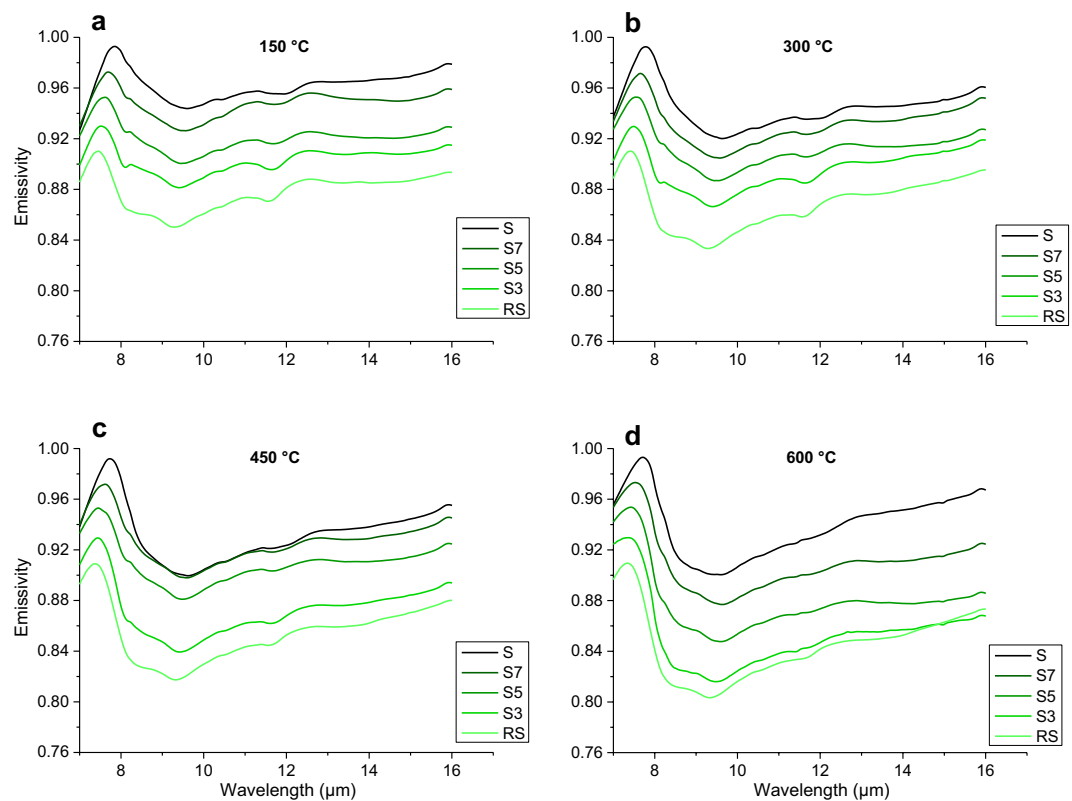 a
150 °C
1.00
0.96
0.92
0.88
0.84
0.80
0.76
Emissivity
S
S7
S5
S3
RS
8 10 12 14 16
b
300 °C
1.00
0.96
0.92
0.88
0.84
0.80
0.76
S
S7
S5
S3
RS
8 10 12 14 16
c
450 °C
1.00
0.96
0.92
0.88
0.84
0.80
0.76
Emissivity
S
S7
S5
S3
RS
8 10 12 14 16
Wavelength (µm)
d
600 °C
1.00
0.96
0.92
0.88
0.84
0.80
0.76
S
S7
S5
S3
RS
8 10 12 14 16
Wavelength (µm)